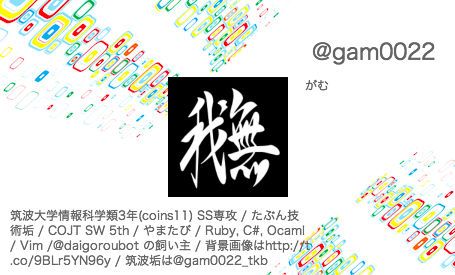 @gam0022
がむ
我無
筑波大学情報科学類3年(coins11) SS専攻 / たぶん技
術垢 / COJT SW 5th / やまたび / Ruby, C#, Ocaml
/ Vim /@daigoroubot の飼い主 / 背景画像はhttp://t
.co/9BLr5YN96y / 筑波垢は@gam0022_tkb